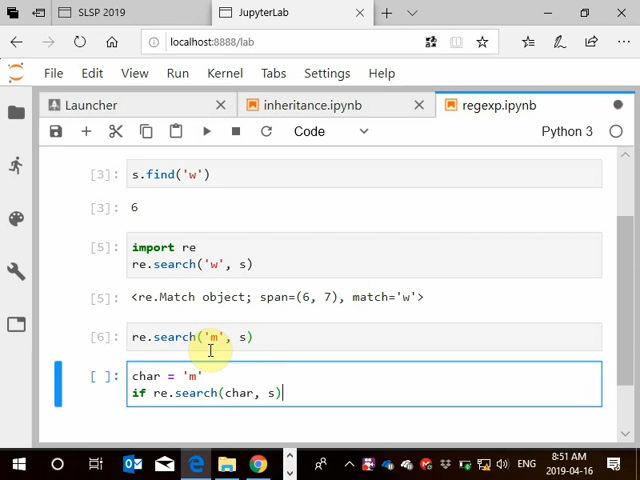 SLSP 2019
JupyterLab
localhost:8888/lab
File Edit View Run Kernel Tabs Settings Help
Launcher
inheritance.ipynb
regexp.ipynb
Code
Python 3
[3]: s.find('w')
[3]: 6
[5]: import re
re.search('w', s)
[5]: <re.Match object; span=(6, 7), match='w'>
[6]: re.search('m', s)
[ ]: char = 'm'
if re.search(char, s)
ENG
8:51 AM
2019-04-16